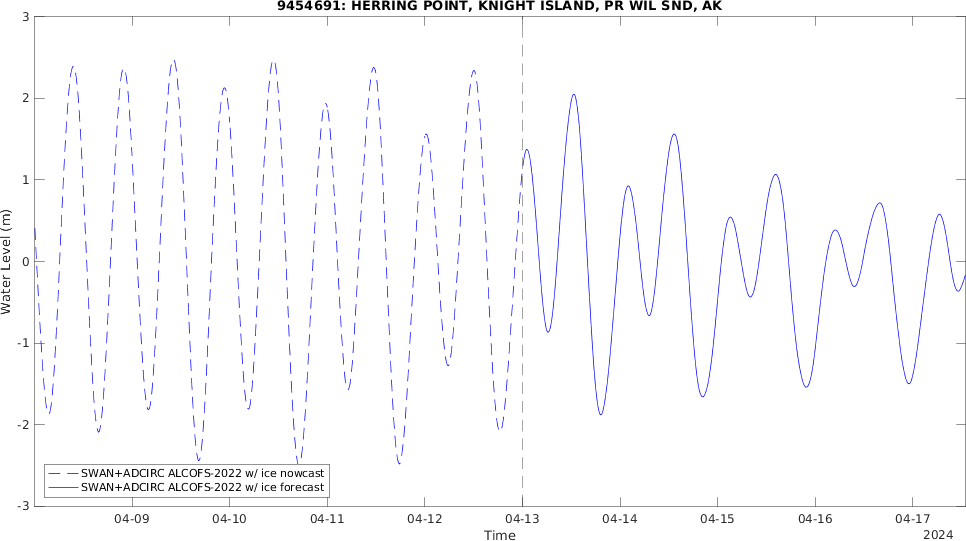 9454691: HERRING POINT, KNIGHT ISLAND, PR WIL SND, AK
3
2
1
0
-1
-2
-3
Water Level (m)
SWAN+ADCIRC ALCOFS-2022 w/ ice nowcast
SWAN+ADCIRC ALCOFS-2022 w/ ice forecast
04-09 04-10 04-11 04-12 04-13 04-14 04-15 04-16 04-17
Time
2024